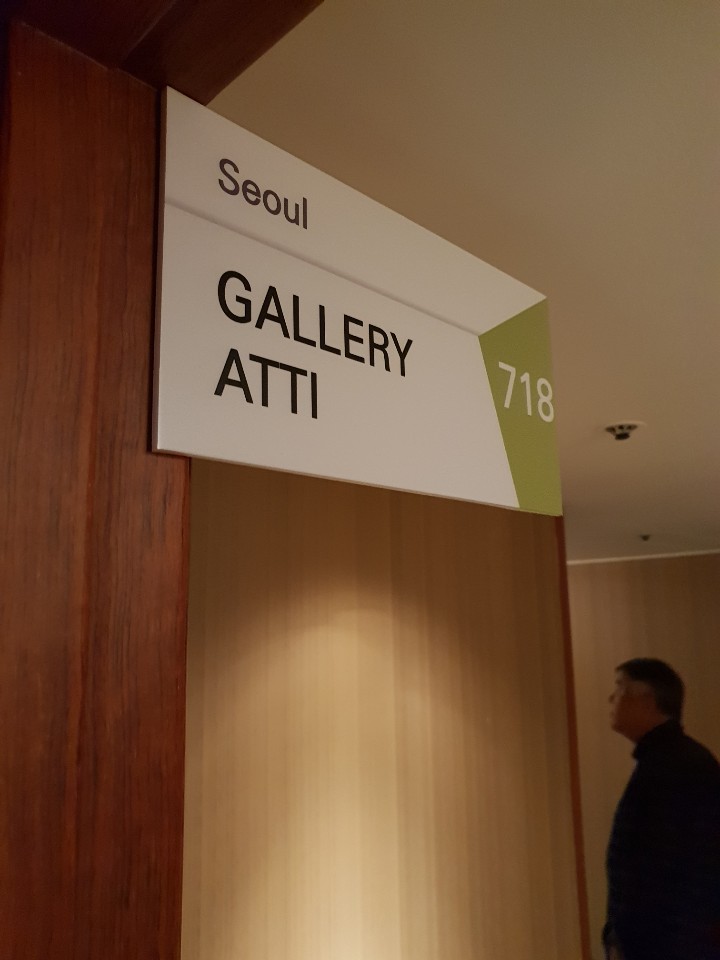 Seoul
GALLERY
ATTI
718